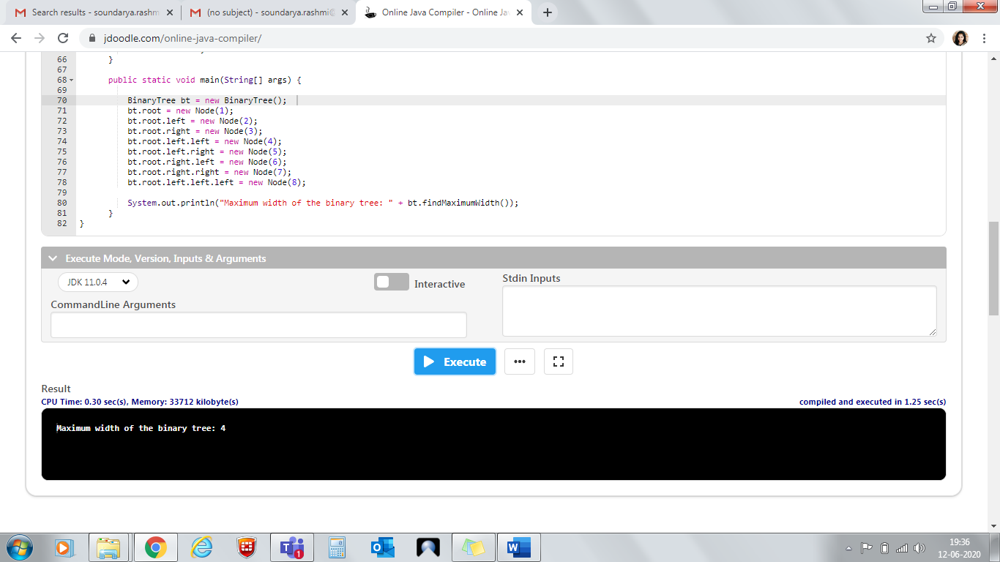 Search results - soundarya.rashm
(no subject) - soundarya.rashmi@
Online Java Compiler - Online Ja
jdoodle.com/online-java-compiler/
66 }
67
68 public static void main(String[] args) {
69
70 BinaryTree bt = new BinaryTree();
71 bt.root = new Node(1);
72 bt.root.left = new Node(2);
73 bt.root.right = new Node(3);
74 bt.root.left.left = new Node(4);
75 bt.root.left.right = new Node(5);
76 bt.root.right.left = new Node(6);
77 bt.root.right.right = new Node(7);
78 bt.root.left.left.left = new Node(8);
79
80 System.out.println("Maximum width of the binary tree: " + bt.findMaximumWidth());
81 }
82 }
Execute Mode, Version, Inputs & Arguments
JDK 11.0.4
Interactive
Stdin Inputs
CommandLine Arguments
Execute
Result
CPU Time: 0.30 sec(s), Memory: 33712 kilobyte(s)
compiled and executed in 1.25 sec(s)
Maximum width of the binary tree: 4
19:36
12-06-2020